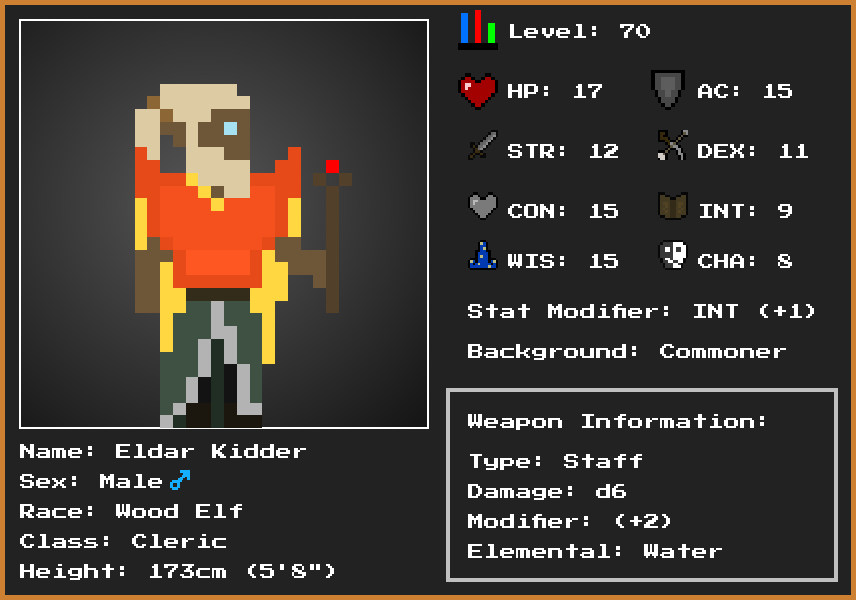 Level: 70
HP: 17
AC: 15
STR: 12
DEX: 11
CON: 15
INT: 9
WIS: 15
CHA: 8
Stat Modifier: INT (+1)
Background: Commoner
Weapon Information:
Type: Staff
Damage: d6
Modifier: (+2)
Elemental: Water
Name: Eldar Kidder
Sex: Male ♂
Race: Wood Elf
Class: Cleric
Height: 173cm (5'8")